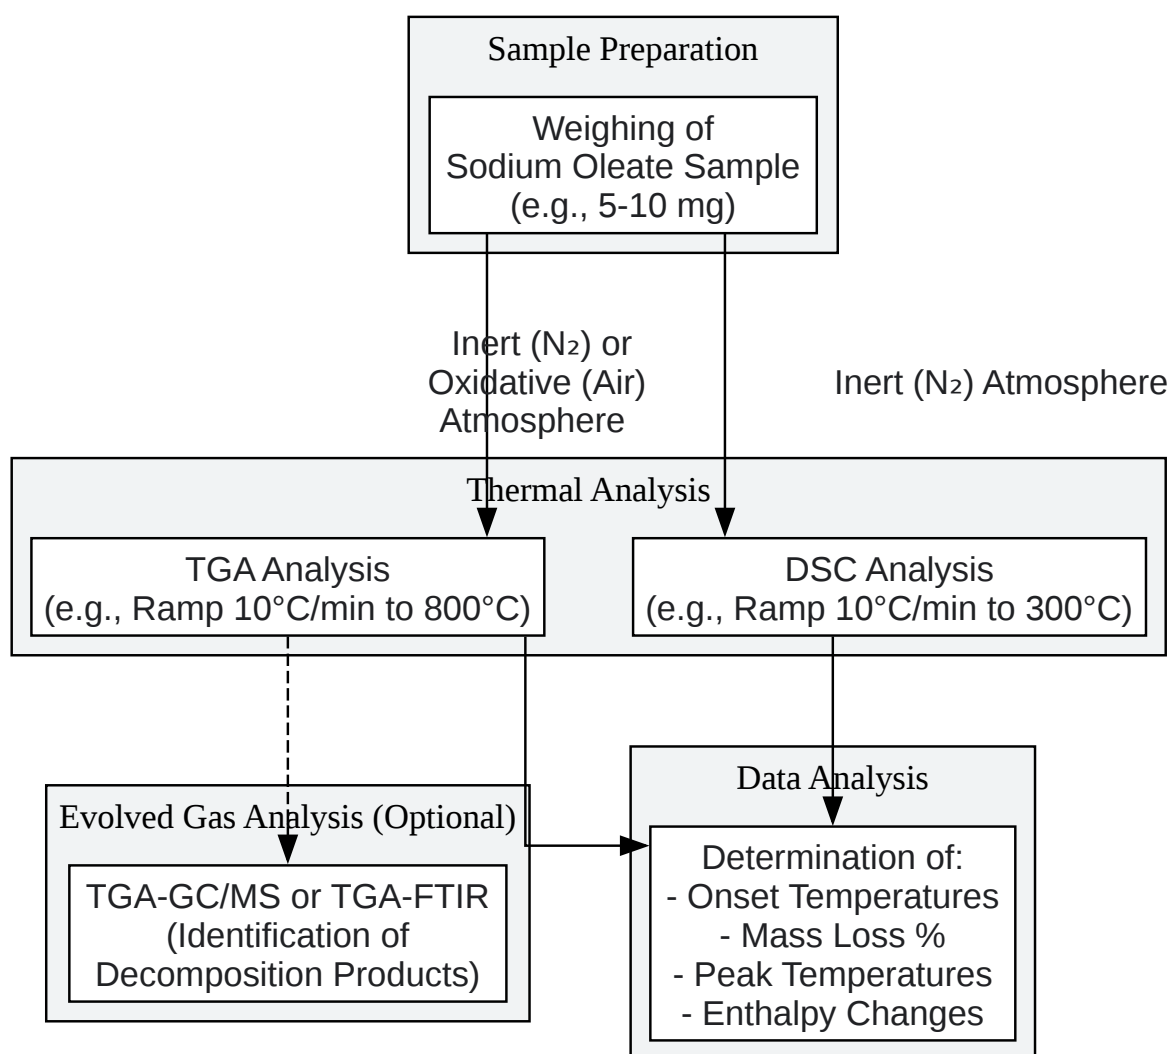 Sample Preparation
Weighing of
Sodium Oleate Sample
(e.g., 5-10 mg)
Inert (N₂) or
Oxidative (Air)
Atmosphere
Inert (N₂) Atmosphere
Thermal Analysis
TGA Analysis
(e.g., Ramp 10°C/min to 800°C)
DSC Analysis
(e.g., Ramp 10°C/min to 300°C)
Evolved Gas Analysis (Optional)
TGA-GC/MS or TGA-FTIR
(Identification of
Decomposition Products)
Data Analysis
Determination of:
- Onset Temperatures
- Mass Loss %
- Peak Temperatures
- Enthalpy Changes